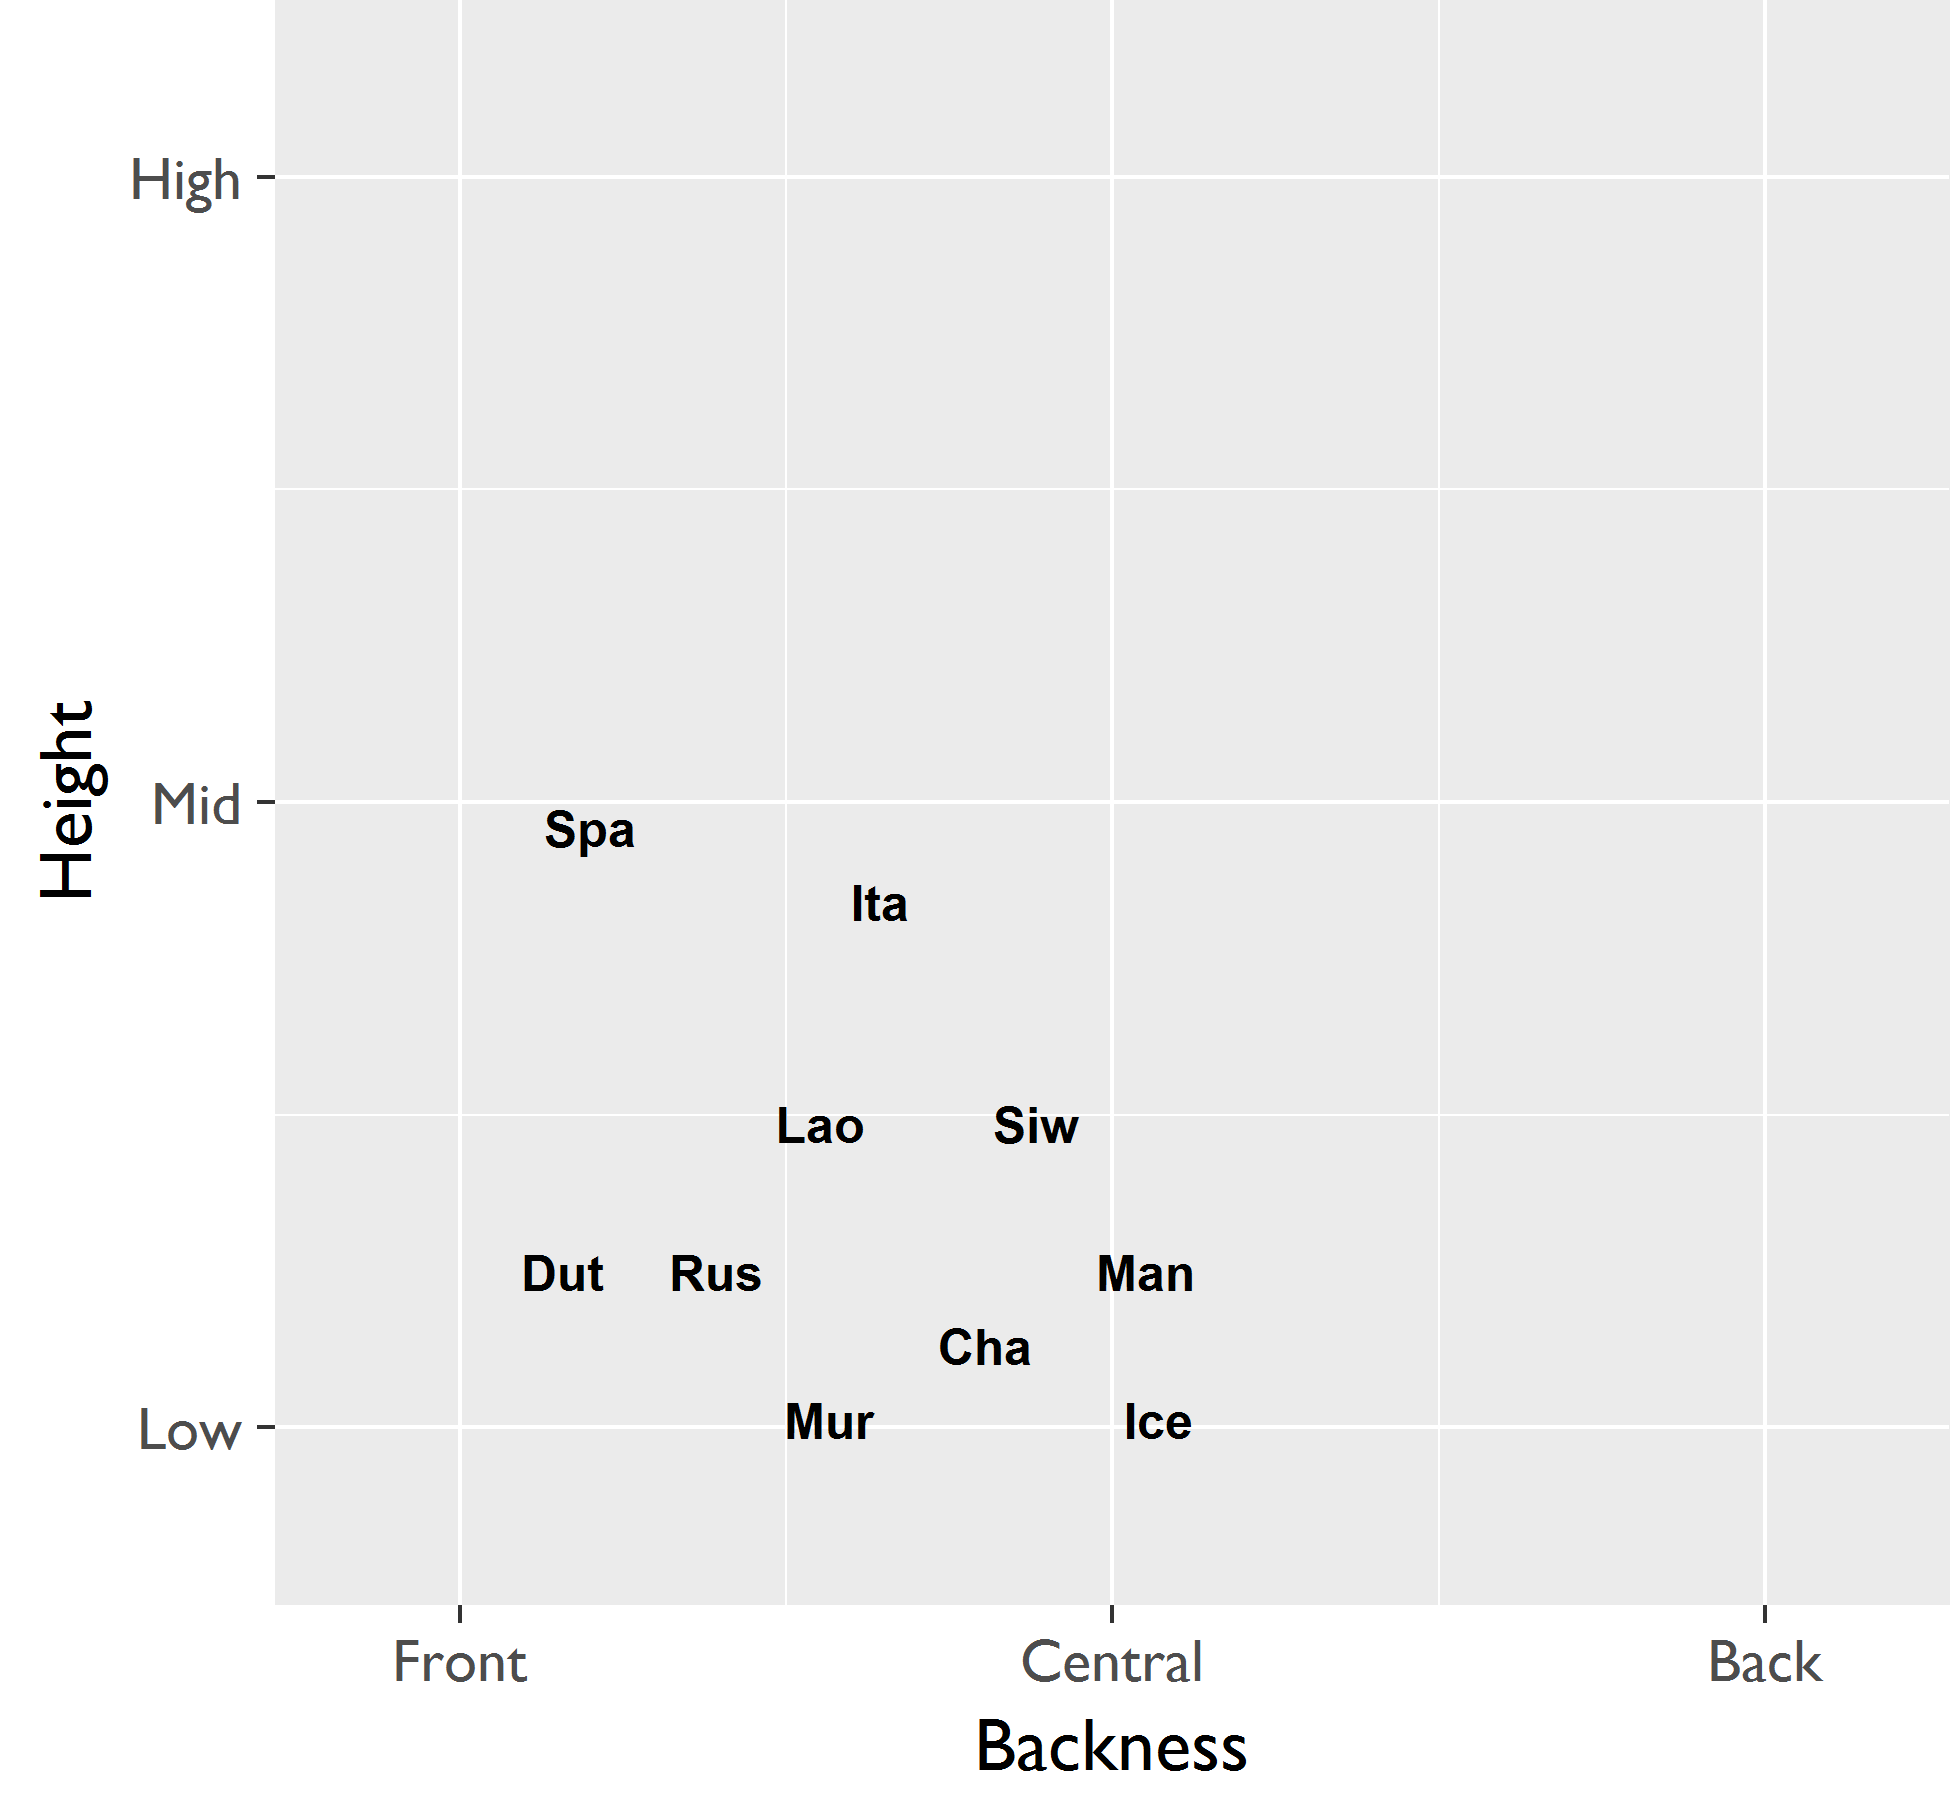 High
Mid
Low
Height
Spa
Ita
Lao Siw
Dut Rus Man
Cha
Mur Ice
Front Central Back
Backness